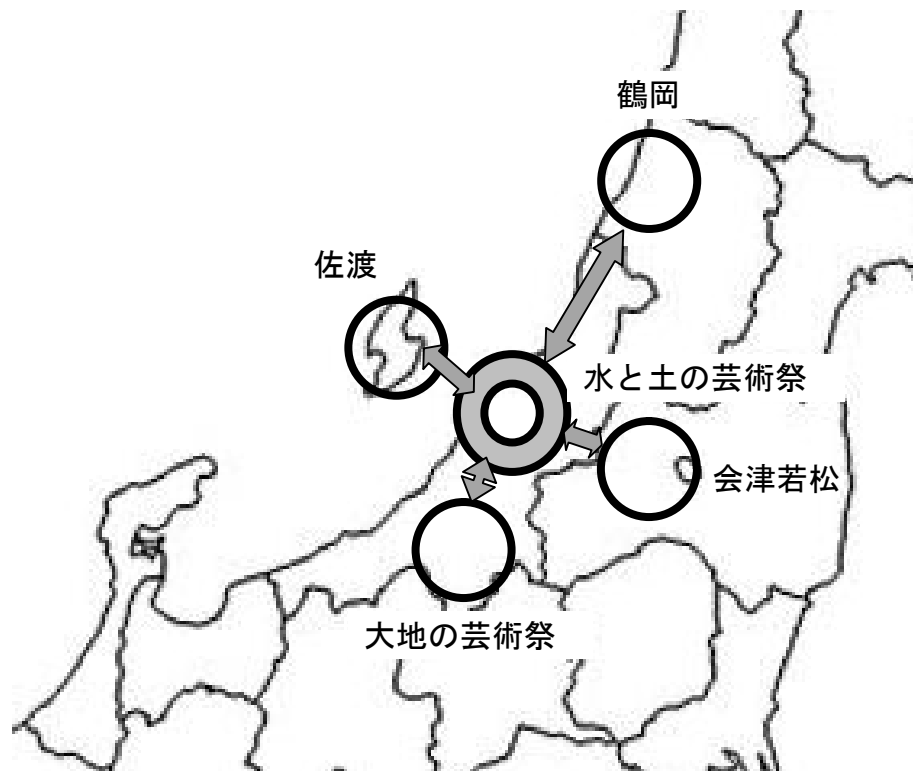 鶴岡
佐渡
水と土の芸術祭
会津若松
大地の芸術祭